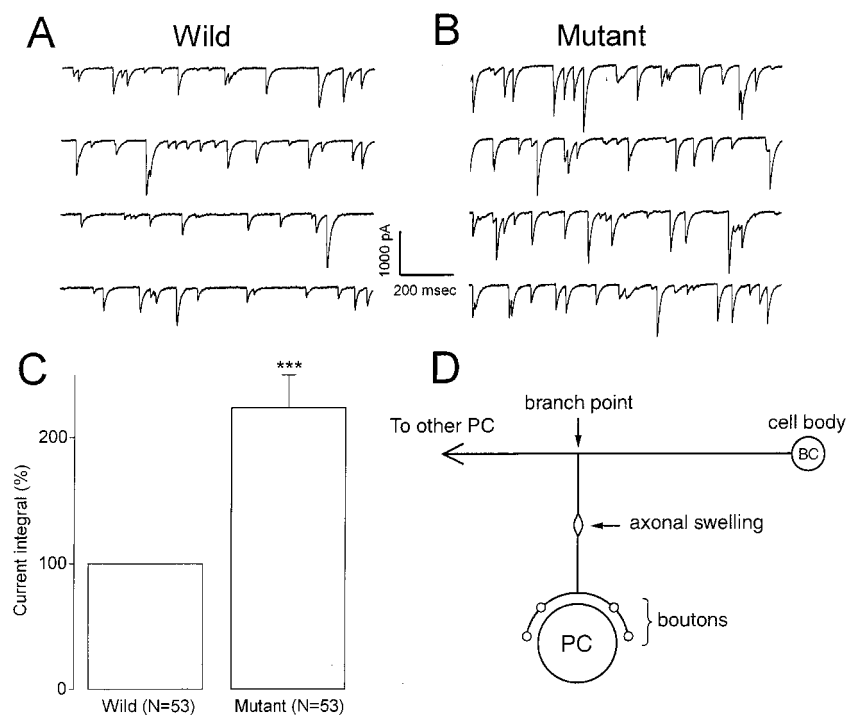 A
Wild
B
Mutant
1000 pA
200 msec
C
Current integral (%)
200
100
0
***
Wild (N=53)
Mutant (N=53)
D
branch point
To other PC
cell body
BC
axonal swelling
boutons
PC